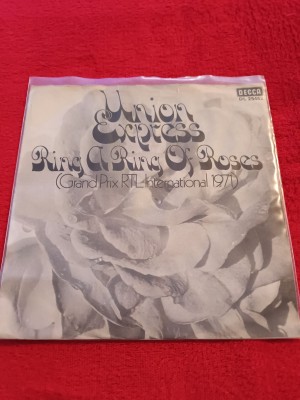 DECCA
Union
Express
Ring A Ring Of Roses
(Grand Prix RTL International 1971)